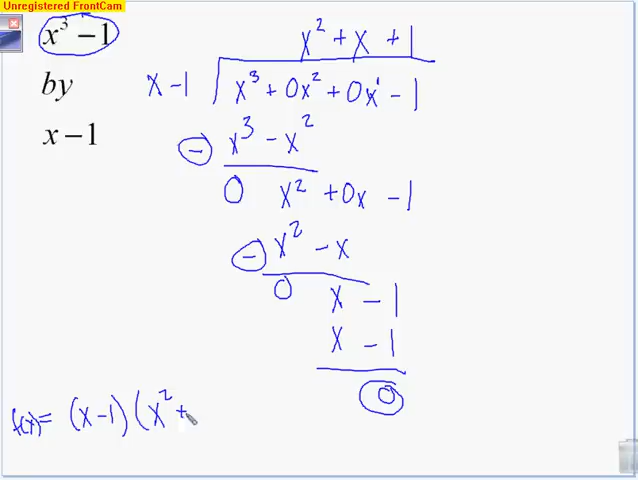 Unregistered FrontCam
x³ - 1
x² + x + 1
by
x - 1 x³ + 0x² + 0x¹ - 1
x - 1
- x³ - x²
0 x² + 0x - 1
- x² - x
0 x - 1
x - 1
0
f(x) = (x - 1) (x² +